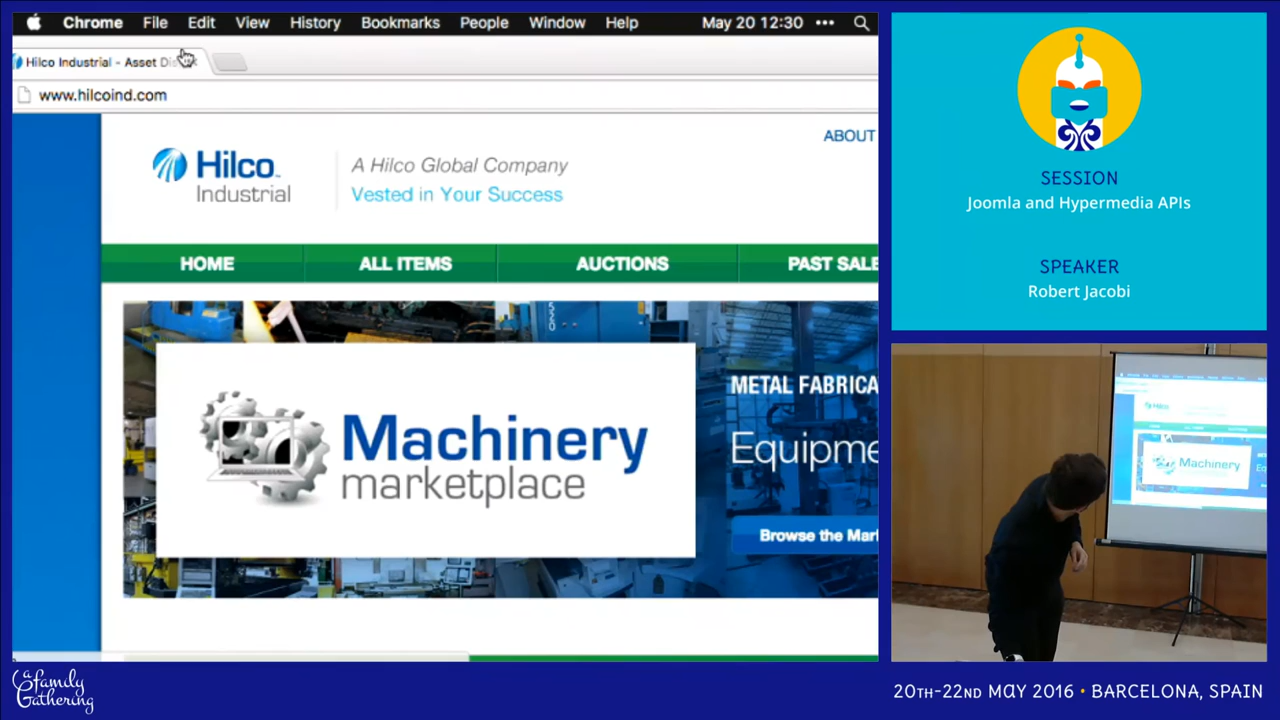 Chrome File Edit View History Bookmarks People Window Help May 20 12:30
Hilco Industrial - Asset Dis
www.hilcoind.com
ABOUT
Hilco
Industrial
A Hilco Global Company
Vested in Your Success
HOME ALL ITEMS AUCTIONS PAST SALE
Machinery
marketplace
METAL FABRICA
Equipme
Browse the Mar
SESSION
Joomla and Hypermedia APIs
SPEAKER
Robert Jacobi
Hilco
Machinery
a family
Gathering
20TH-22ND MAY 2016 • BARCELONA, SPAIN